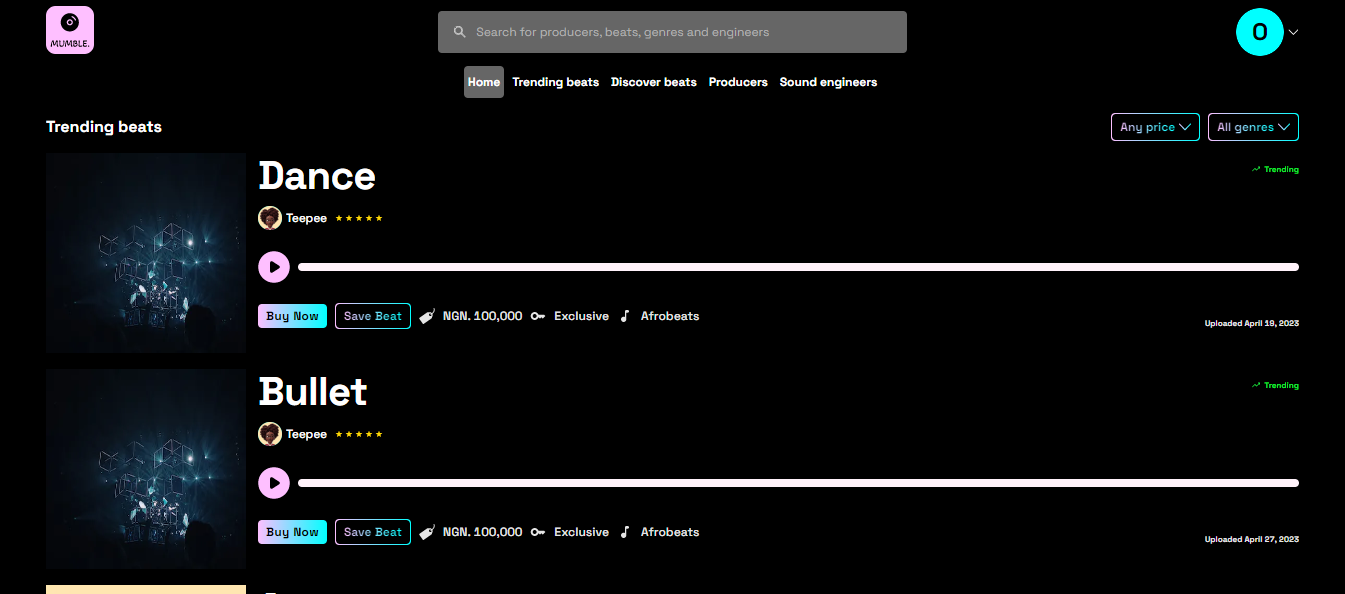 MUMBLE.
Search for producers, beats, genres and engineers
O
Home Trending beats Discover beats Producers Sound engineers
Trending beats
Any price All genres
Dance
Trending
Teepee
Buy Now Save Beat NGN. 100,000 Exclusive Afrobeats
Uploaded April 19, 2023
Bullet
Trending
Teepee
Buy Now Save Beat NGN. 100,000 Exclusive Afrobeats
Uploaded April 27, 2023